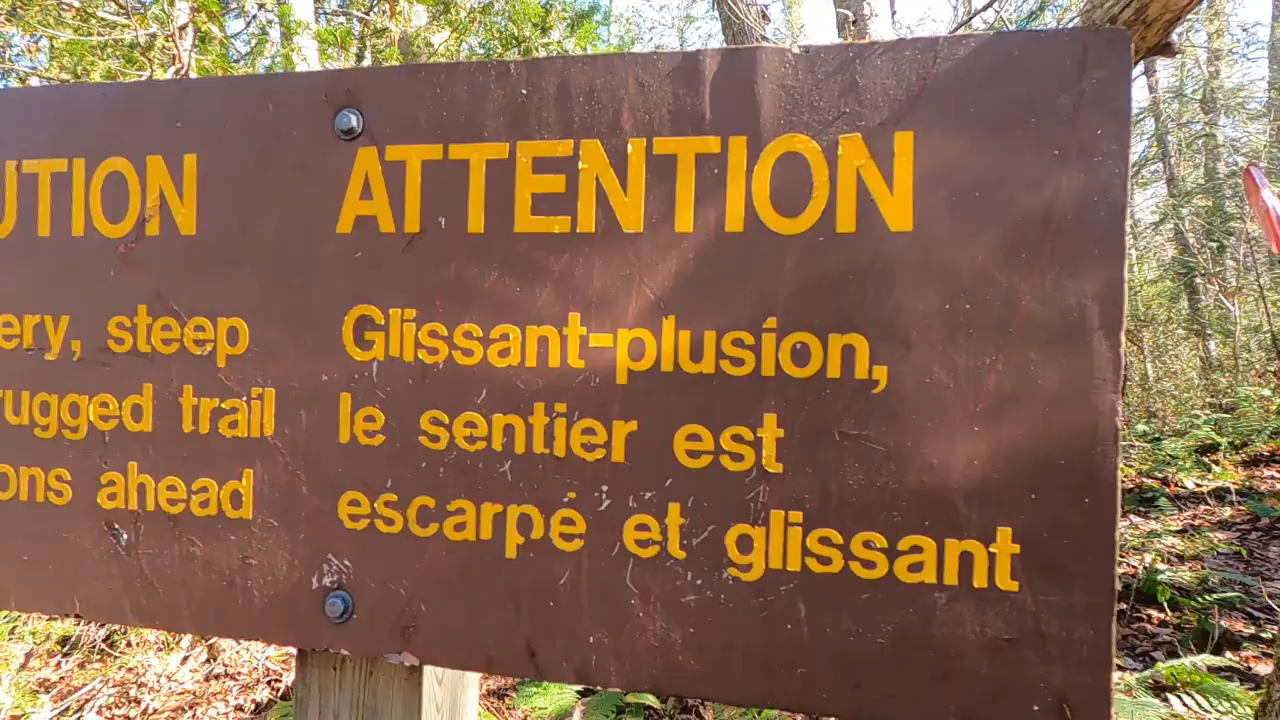 UTION
ery, steep
rugged trail
ons ahead
ATTENTION
Glissant-plusion,
le sentier est
escarpé et glissant